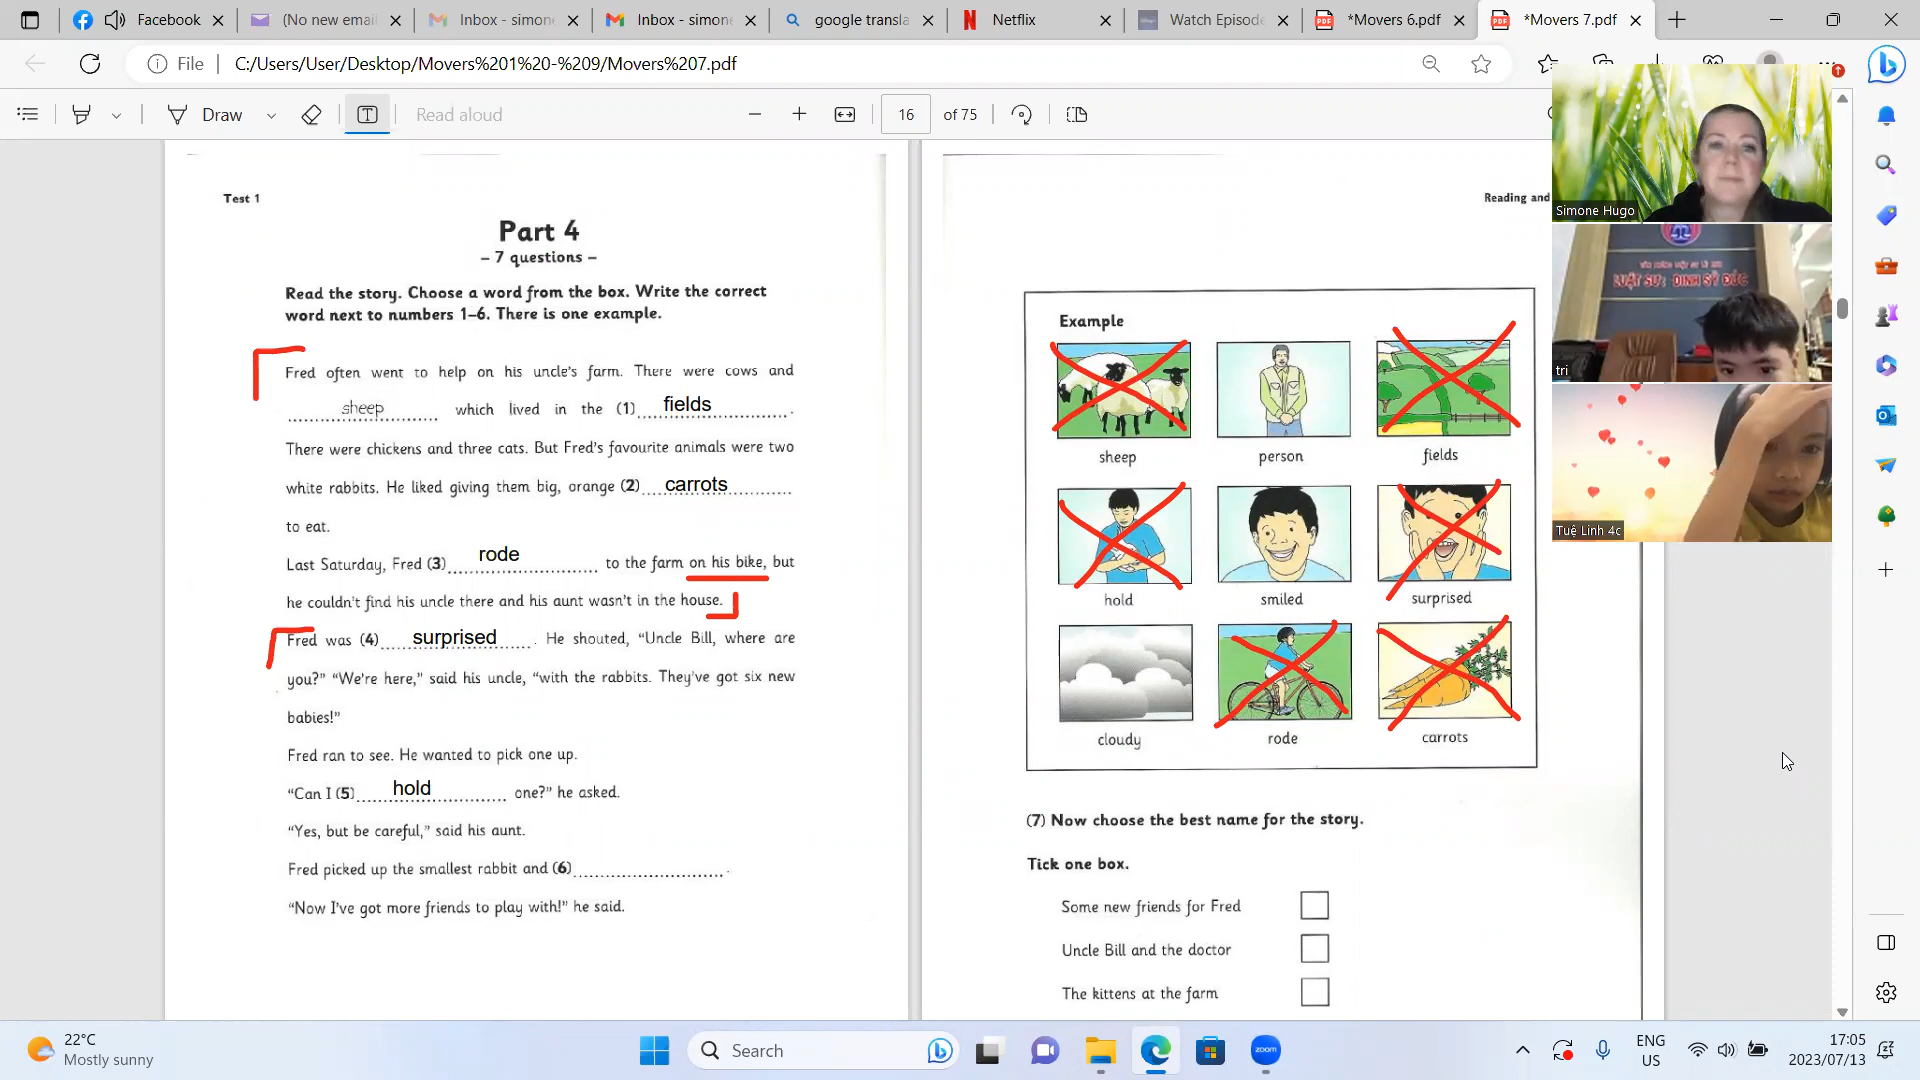 Facebook
(No new email
Inbox - simone
Inbox - simone
google transla
Netflix
Watch Episode
*Movers 6.pdf
*Movers 7.pdf
File
C:/Users/User/Desktop/Movers%201%20-%209/Movers%207.pdf
Draw
Read aloud
16
of 75
Test 1
Part 4
– 7 questions –
Read the story. Choose a word from the box. Write the correct
word next to numbers 1–6. There is one example.
Fred often went to help on his uncle's farm. There were cows and
sheep which lived in the (1) fields .
There were chickens and three cats. But Fred's favourite animals were two
white rabbits. He liked giving them big, orange (2) carrots
to eat.
Last Saturday, Fred (3) rode to the farm on his bike, but
he couldn't find his uncle there and his aunt wasn't in the house.
Fred was (4) surprised . He shouted, “Uncle Bill, where are
you?” “We're here,” said his uncle, “with the rabbits. They've got six new
babies!”
Fred ran to see. He wanted to pick one up.
“Can I (5) hold one?” he asked.
“Yes, but be careful,” said his aunt.
Fred picked up the smallest rabbit and (6) .
“Now I've got more friends to play with!” he said.
Reading and
Example
sheep
person
fields
hold
smiled
surprised
cloudy
rode
carrots
(7) Now choose the best name for the story.
Tick one box.
Some new friends for Fred
Uncle Bill and the doctor
The kittens at the farm
Simone Hugo
LUẬT SƯ: ĐINH SỸ ĐỨC
tri
Tuệ Linh 4c
22°C
Mostly sunny
Search
zoom
ENG
US
17:05
2023/07/13